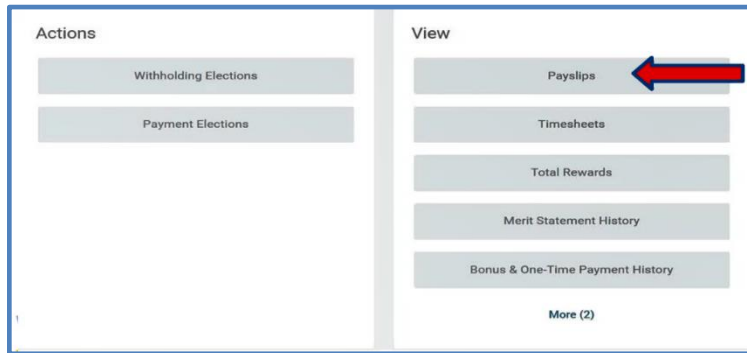 Actions
Withholding Elections
Payment Elections
View
Payslips
Timesheets
Total Rewards
Merit Statement History
Bonus & One-Time Payment History
More (2)